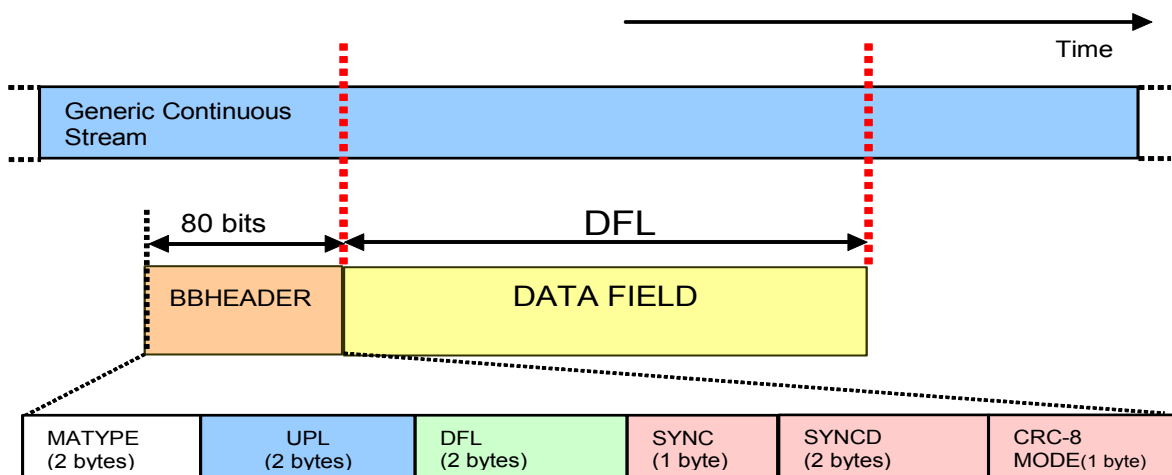 Time
Generic Continuous
Stream
80 bits
DFL
BBHEADER
DATA FIELD
MATYPE
(2 bytes)
UPL
(2 bytes)
DFL
(2 bytes)
SYNC
(1 byte)
SYNCD
(2 bytes)
CRC-8
MODE(1 byte)